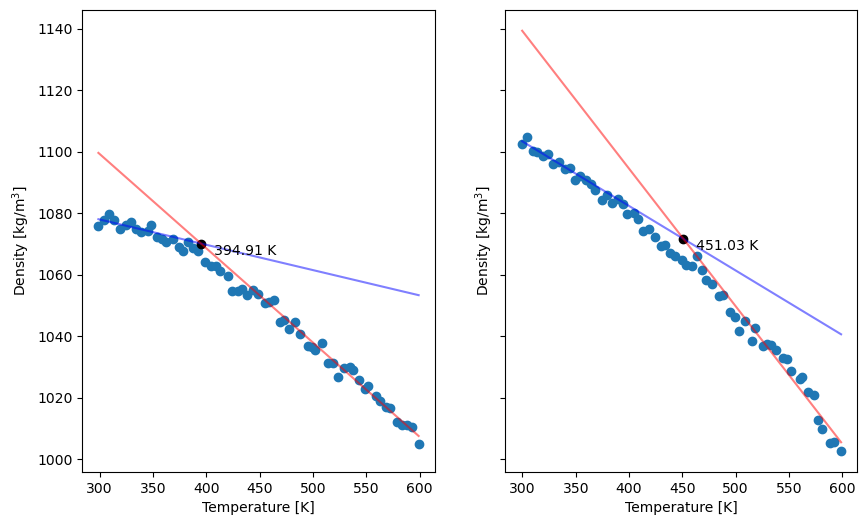 1140
1120
1100
1080
1060
1040
1020
1000
Density [kg/m³]
394.91 K
300 350 400 450 500 550 600
Temperature [K]
Density [kg/m³]
451.03 K
300 350 400 450 500 550 600
Temperature [K]